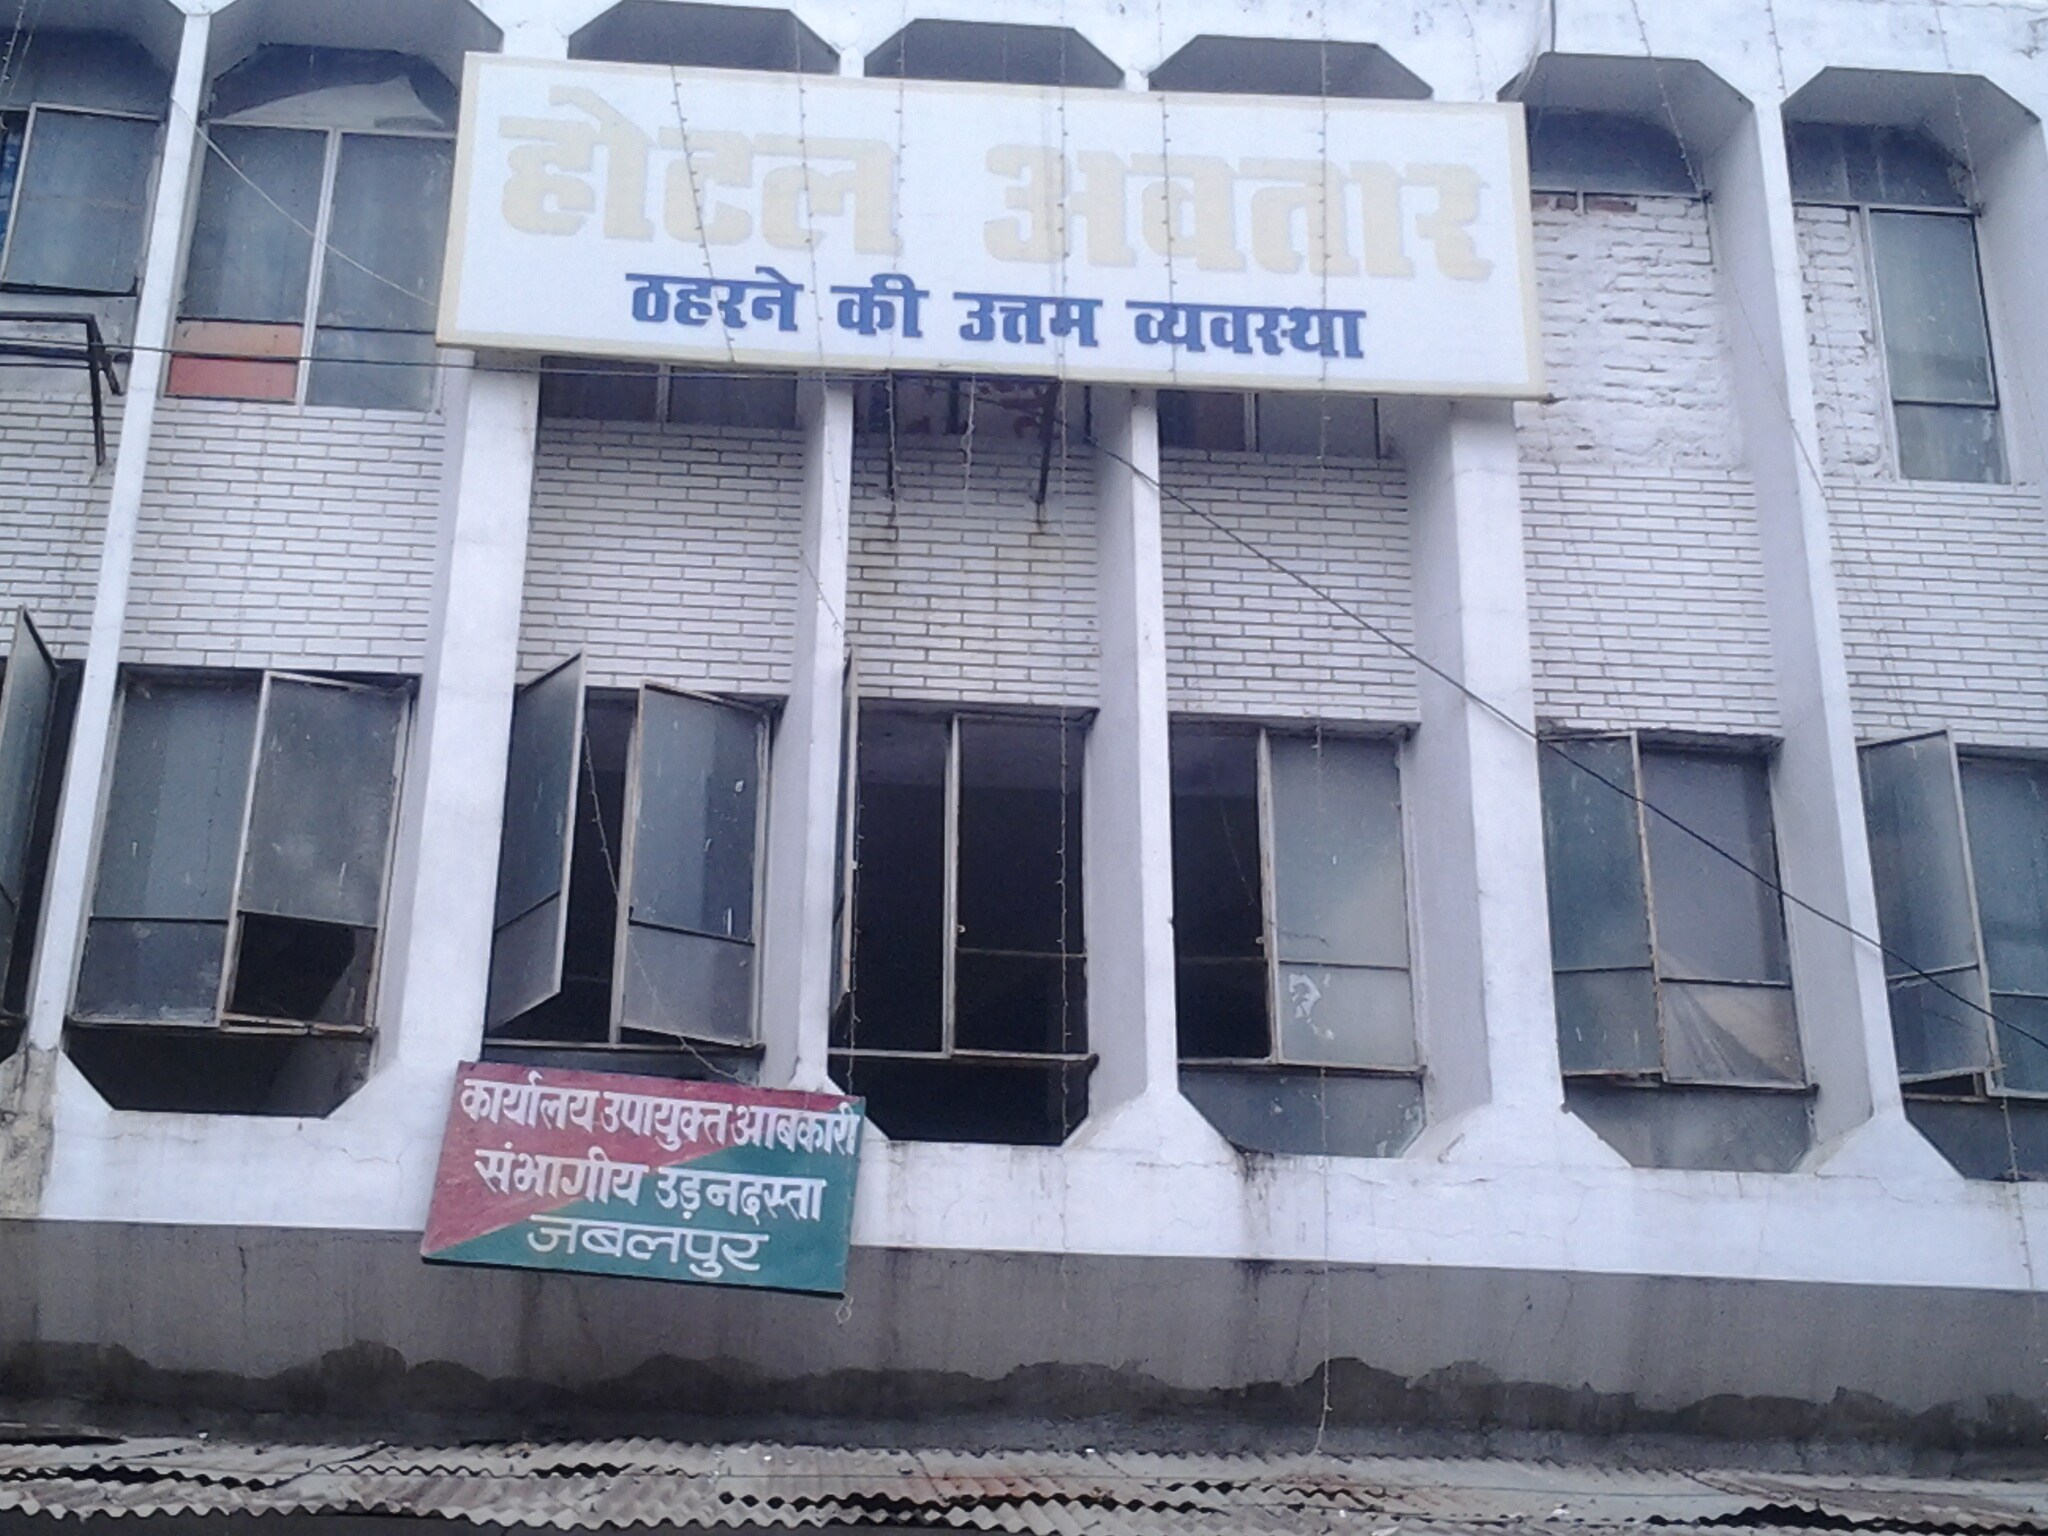 होटल अवतार
ठहरने की उत्तम व्यवस्था
कार्यालय उपायुक्त आबकारी
संभागीय उड़नदस्ता
जबलपुर